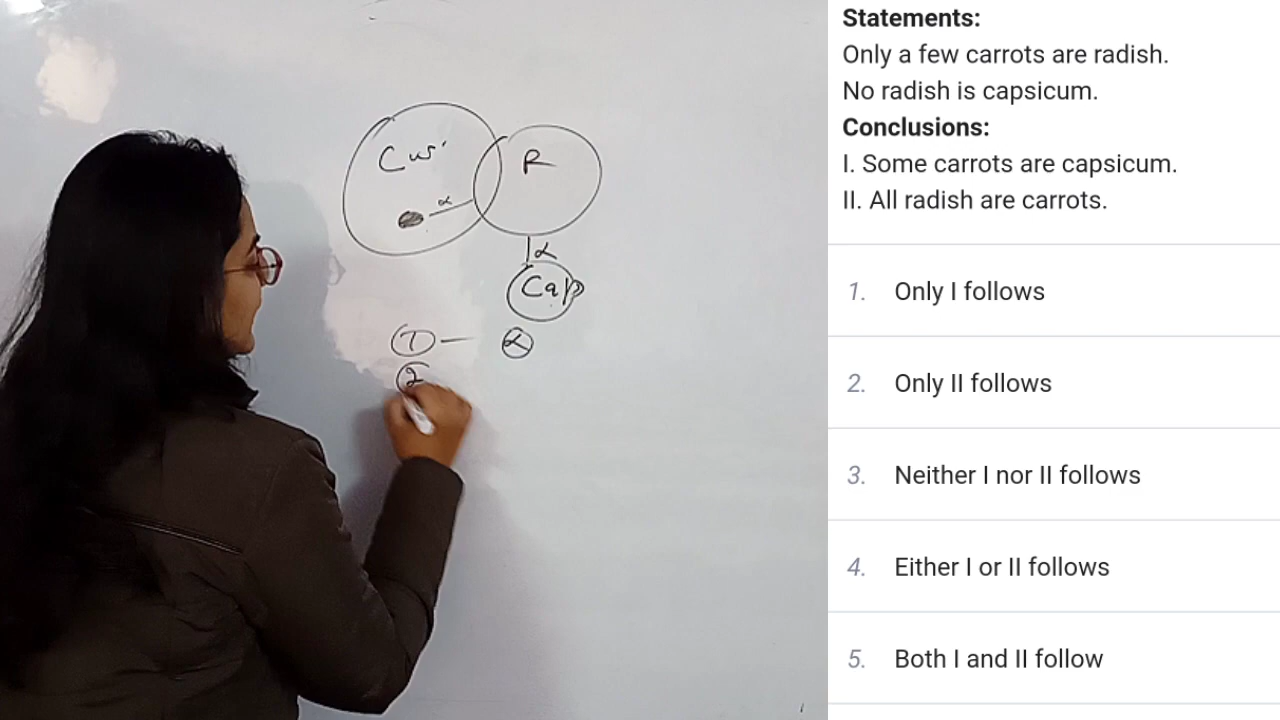 Car
R
α
α
Cap
① — ⓧ
②
Statements:
Only a few carrots are radish.
No radish is capsicum.
Conclusions:
I. Some carrots are capsicum.
II. All radish are carrots.
1. Only I follows
2. Only II follows
3. Neither I nor II follows
4. Either I or II follows
5. Both I and II follow